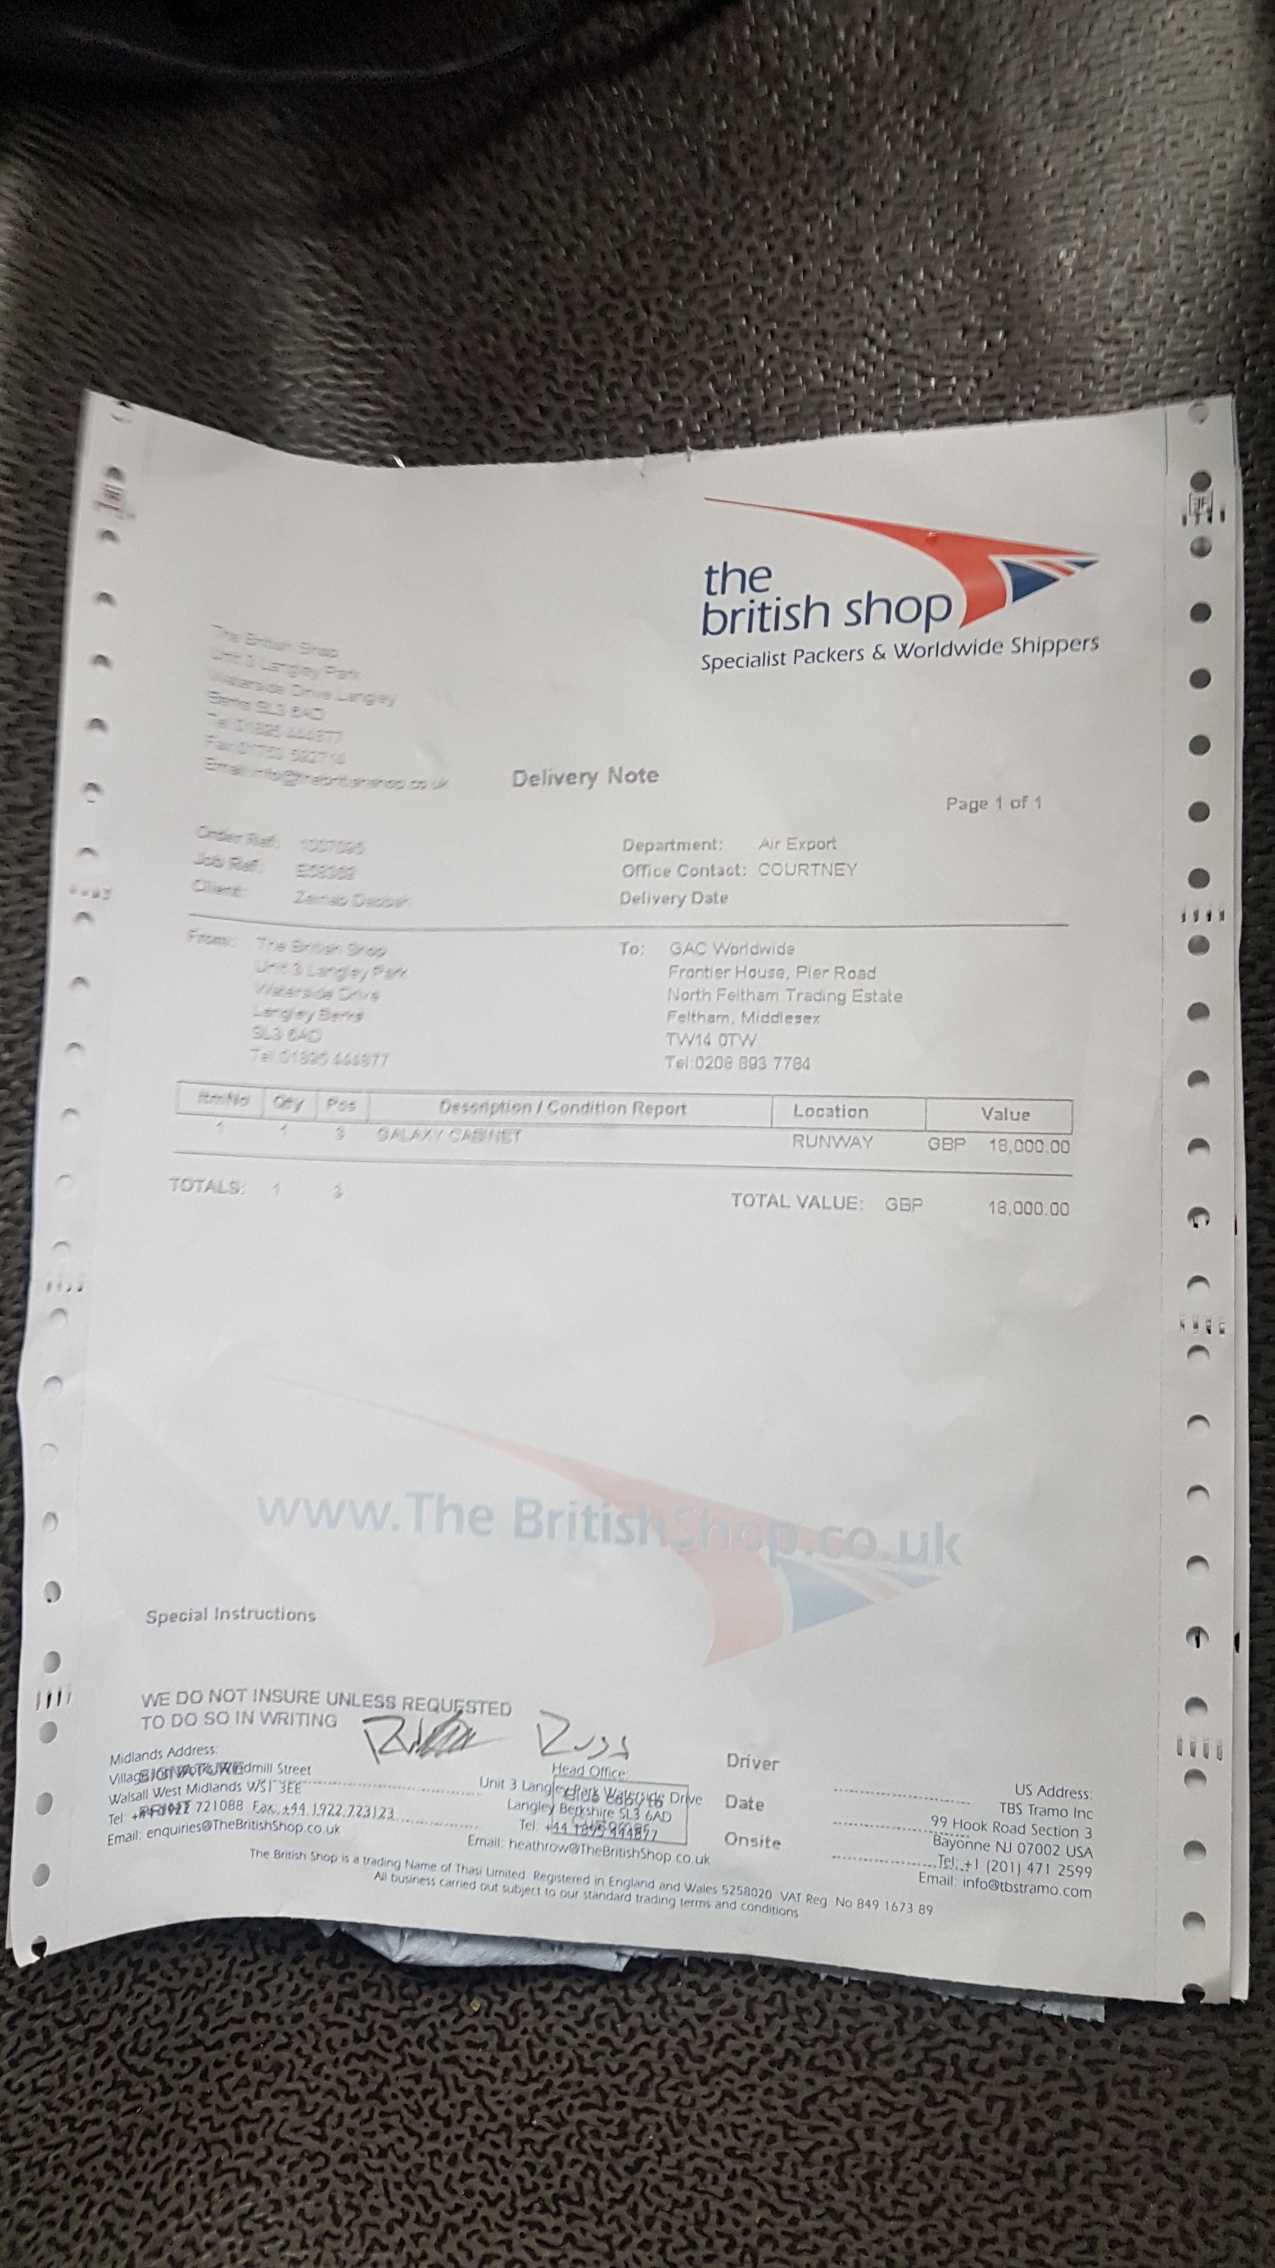 the
british shop
Specialist Packers & Worldwide Shippers
The British Shop
Unit 3 Langley Park
Waterside Drive Langley
Berks SL3 6AD
Tel 01895 444877
Email info@thebritishshop.co.uk
Delivery Note
Page 1 of 1
Order Ref:
Department: Air Export
Job Ref:
Office Contact: COURTNEY
Client: Zeinab
Delivery Date
From: The British Shop
Unit 3 Langley Park
Waterside Drive
Langley Berks
SL3 6AD
Tel 01895 444877
To: GAC Worldwide
Frontier House, Pier Road
North Feltham Trading Estate
Feltham, Middlesex
TW14 0TW
Tel:0208 893 7784
ItmNo Qty Pcs Description / Condition Report Location Value
1 1 3 GALAXY CABINET RUNWAY GBP 18,000.00
TOTALS: 1 3 TOTAL VALUE: GBP 18,000.00
www.The BritishShop.co.uk
Special Instructions
WE DO NOT INSURE UNLESS REQUESTED
TO DO SO IN WRITING
Russ
SIGNATURE
PRINT
Driver
Date
Onsite
Midlands Address:
Windmill Street
Walsall West Midlands WS1 3EE
Tel: +44 1922 721088 Fax: +44 1922 723123
Email: enquiries@TheBritishShop.co.uk
Head Office:
Unit 3 Langley Park Waterside Drive
Langley Berkshire SL3 6AD
Tel: +44 1895 444877
Email: heathrow@TheBritishShop.co.uk
US Address:
TBS Tramo Inc
99 Hook Road Section 3
Bayonne NJ 07002 USA
Tel: +1 (201) 471 2599
Email: info@tbstramo.com
The British Shop is a trading Name of Thasi Limited. Registered in England and Wales 5258020 VAT Reg. No 849 1673 89
All business carried out subject to our standard trading terms and conditions